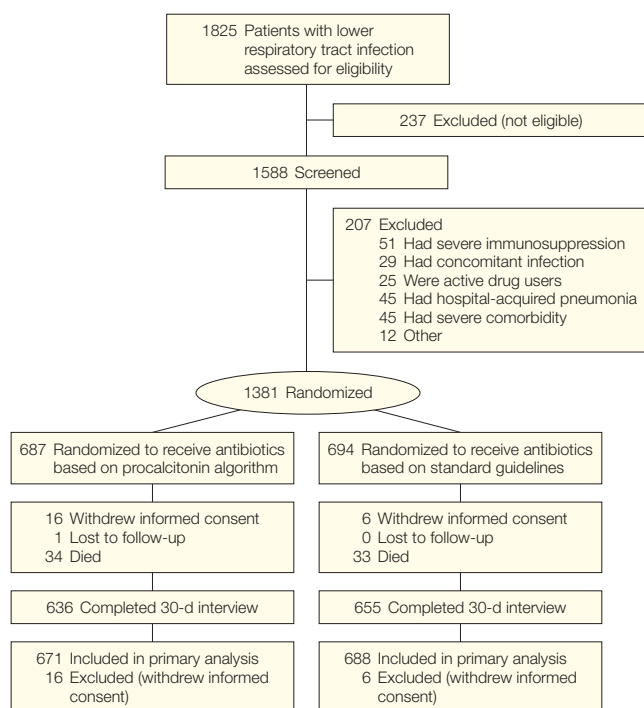 1825 Patients with lower
respiratory tract infection
assessed for eligibility
237 Excluded (not eligible)
1588 Screened
207 Excluded
51 Had severe immunosuppression
29 Had concomitant infection
25 Were active drug users
45 Had hospital-acquired pneumonia
45 Had severe comorbidity
12 Other
1381 Randomized
687 Randomized to receive antibiotics
based on procalcitonin algorithm
694 Randomized to receive antibiotics
based on standard guidelines
16 Withdrew informed consent
1 Lost to follow-up
34 Died
6 Withdrew informed consent
0 Lost to follow-up
33 Died
636 Completed 30-d interview
655 Completed 30-d interview
671 Included in primary analysis
16 Excluded (withdrew informed
consent)
688 Included in primary analysis
6 Excluded (withdrew informed
consent)